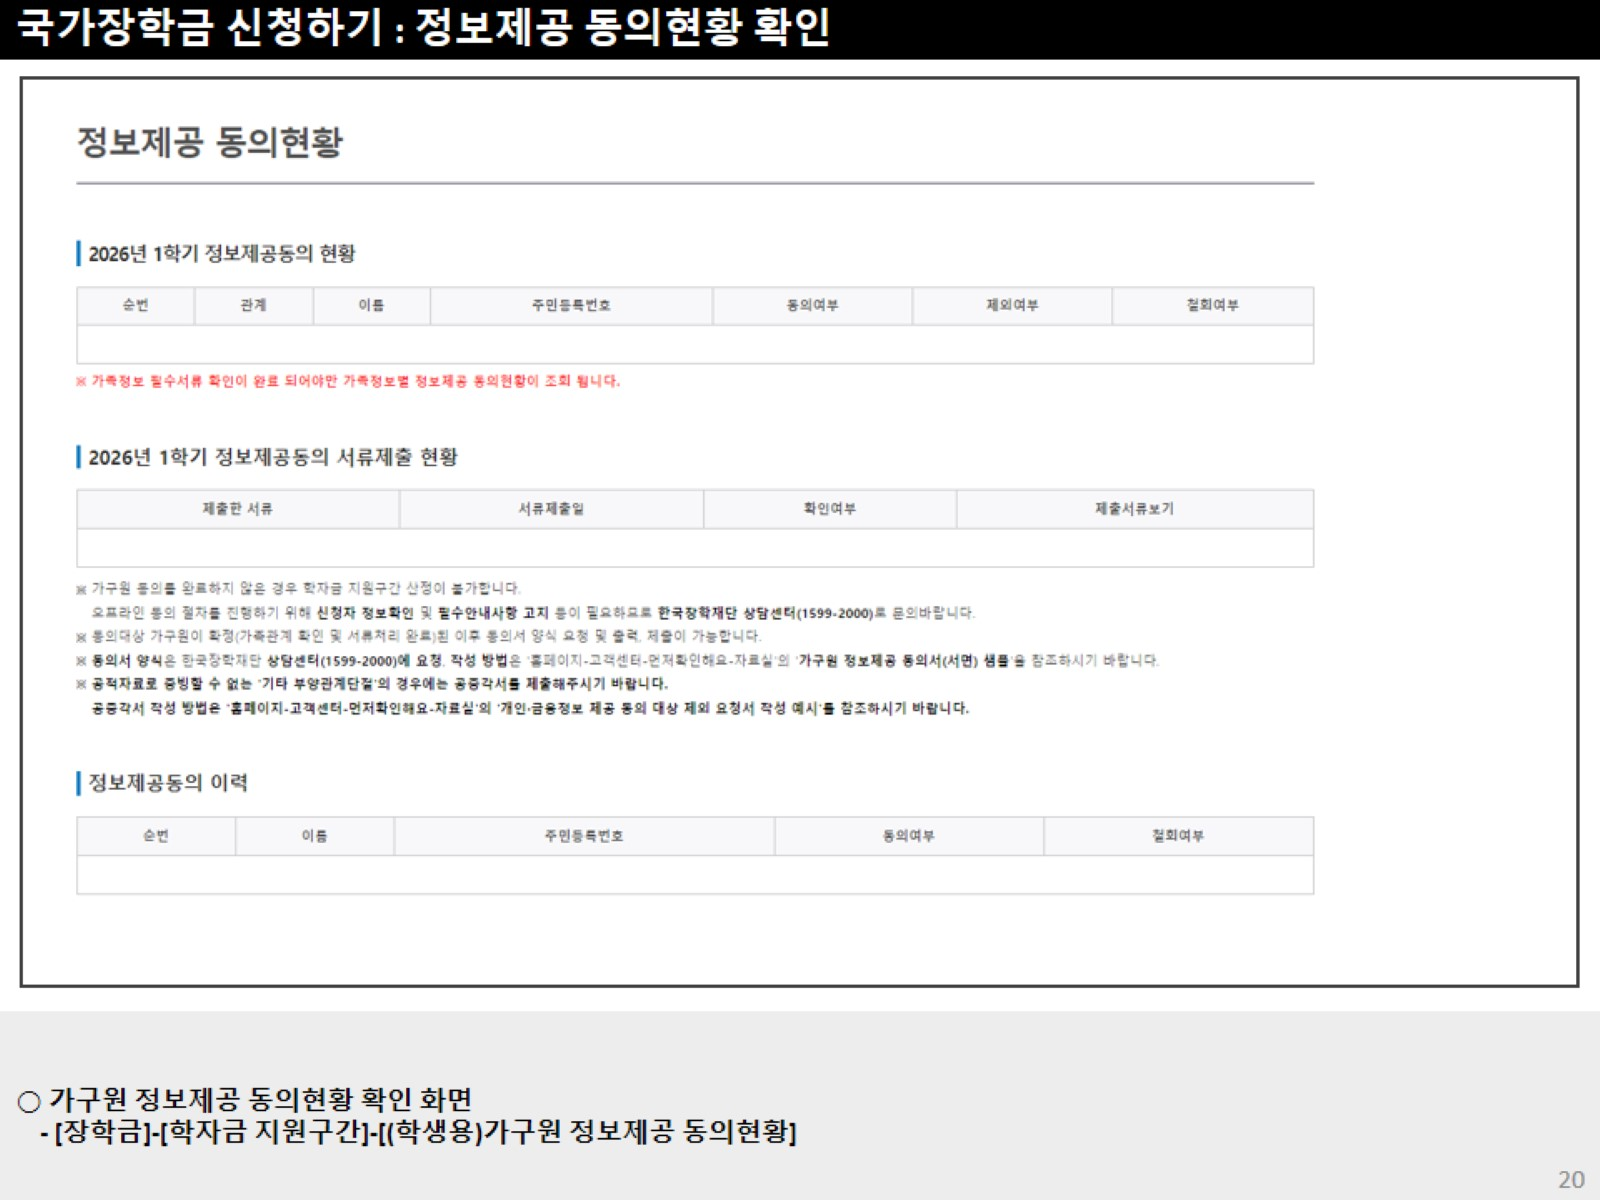 국가장학금 신청하기 : 정보제공 동의현황 확인
정보제공 동의현황
2026년 1학기 정보제공동의 현황
순번 관계 이름 주민등록번호 동의여부 제외여부 철회여부
※ 가족정보 필수서류 확인이 완료 되어야만 가족정보별 정보제공 동의현황이 조회 됩니다.
2026년 1학기 정보제공동의 서류제출 현황
제출한 서류 서류제출일 확인여부 제출서류보기
※ 가구원 동의를 완료하지 않은 경우 학자금 지원구간 산정이 불가합니다.
오프라인 동의 절차를 진행하기 위해 신청자 정보확인 및 필수안내사항 고지 등이 필요하므로 한국장학재단 상담센터(1599-2000)로 문의바랍니다.
※ 동의대상 가구원이 확정(가족관계 확인 및 서류처리 완료)된 이후 동의서 양식 요청 및 출력, 제출이 가능합니다.
※ 동의서 양식은 한국장학재단 상담센터(1599-2000)에 요청, 작성 방법은 '홈페이지-고객센터-먼저확인해요-자료실'의 '가구원 정보제공 동의서(서면) 샘플'을 참조하시기 바랍니다.
※ 공적자료로 증빙할 수 없는 '기타 부양관계단절'의 경우에는 공증각서를 제출해주시기 바랍니다.
공증각서 작성 방법은 '홈페이지-고객센터-먼저확인해요-자료실'의 '개인·금융정보 제공 동의 대상 제외 요청서 작성 예시'를 참조하시기 바랍니다.
정보제공동의 이력
순번 이름 주민등록번호 동의여부 철회여부
○ 가구원 정보제공 동의현황 확인 화면
- [장학금]-[학자금 지원구간]-[(학생용)가구원 정보제공 동의현황]
20